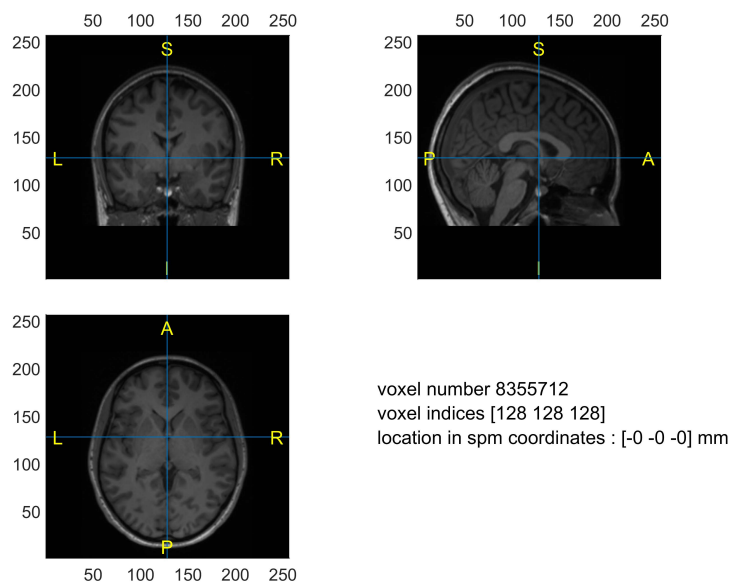 50 100 150 200 250
250 S
200
150 L R
100
50 I
50 100 150 200 250
250 S
200
150 P A
100
50 I
250 A
200
150 L R
100
50 P
50 100 150 200 250
voxel number 8355712
voxel indices [128 128 128]
location in spm coordinates : [-0 -0 -0] mm